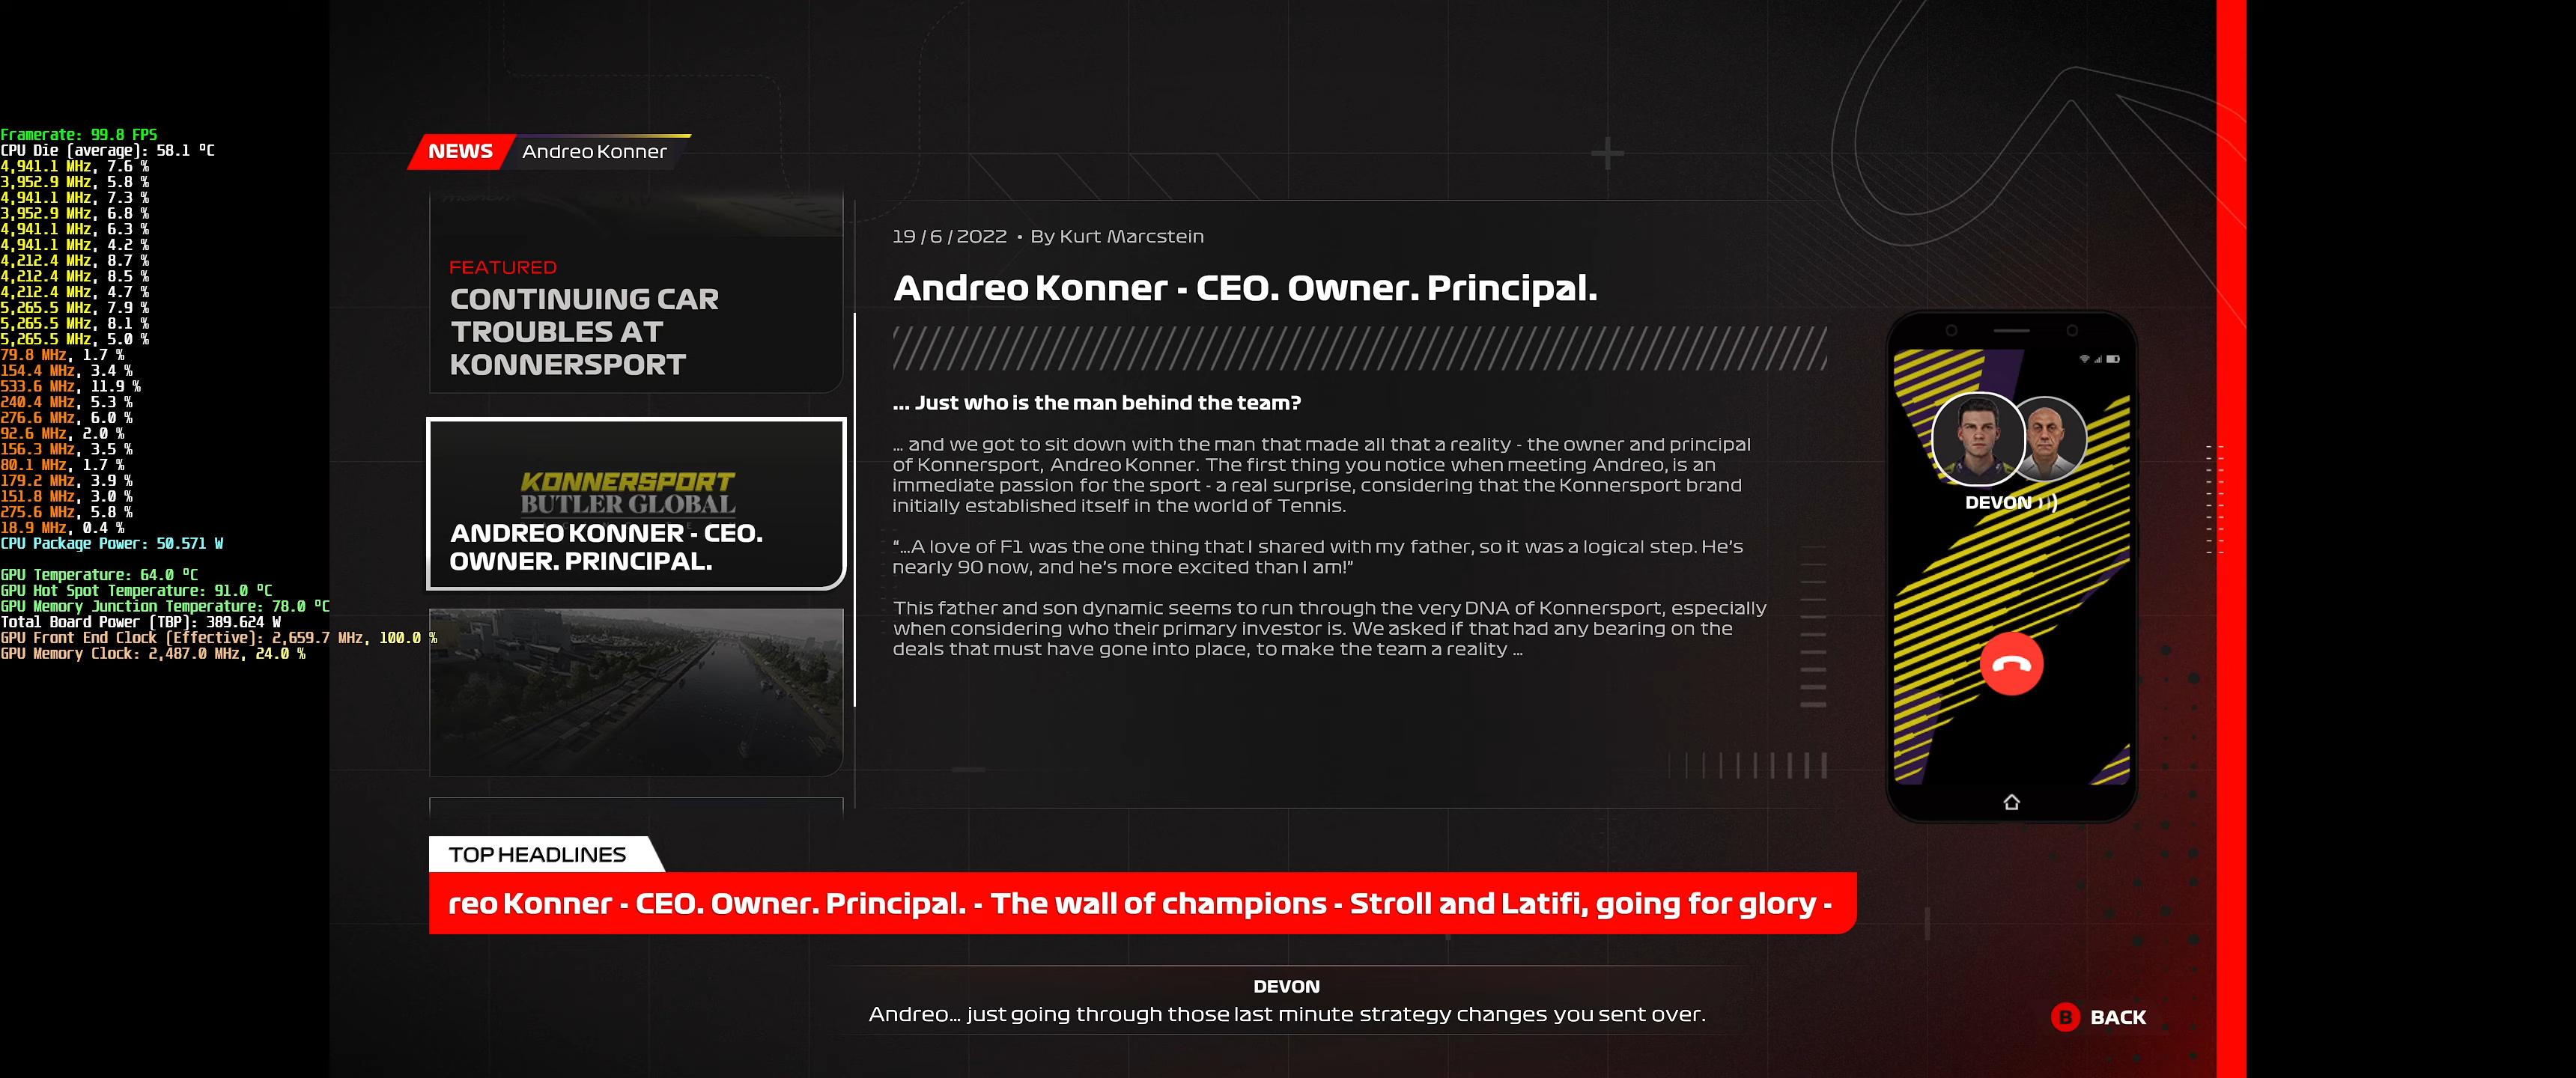 Framerate: 99.8 FPS
CPU Die (average): 58.1 ºC
4,941.1 MHz, 7.6 %
3,952.9 MHz, 5.8 %
4,941.1 MHz, 7.3 %
3,952.9 MHz, 6.8 %
4,941.1 MHz, 6.3 %
4,941.1 MHz, 4.2 %
4,212.4 MHz, 8.7 %
4,212.4 MHz, 8.5 %
4,212.4 MHz, 4.7 %
5,265.5 MHz, 7.9 %
5,265.5 MHz, 8.1 %
5,265.5 MHz, 5.0 %
79.8 MHz, 1.7 %
154.4 MHz, 3.4 %
533.6 MHz, 11.9 %
240.4 MHz, 5.3 %
276.6 MHz, 6.0 %
92.6 MHz, 2.0 %
156.3 MHz, 3.5 %
80.1 MHz, 1.7 %
179.2 MHz, 3.9 %
151.8 MHz, 3.0 %
275.6 MHz, 5.8 %
18.9 MHz, 0.4 %
CPU Package Power: 50.571 W
GPU Temperature: 64.0 ºC
GPU Hot Spot Temperature: 91.0 ºC
GPU Memory Junction Temperature: 78.0 ºC
Total Board Power (TBP): 389.624 W
GPU Front End Clock (Effective): 2,659.7 MHz, 100.0 %
GPU Memory Clock: 2,487.0 MHz, 24.0 %
NEWS Andreo Konner
FEATURED
CONTINUING CAR
TROUBLES AT
KONNERSPORT
KONNERSPORT
BUTLER GLOBAL
ANDREO KONNER - CEO.
OWNER. PRINCIPAL.
19 / 6 / 2022 • By Kurt Marcstein
Andreo Konner - CEO. Owner. Principal.
... Just who is the man behind the team?
... and we got to sit down with the man that made all that a reality - the owner and principal
of Konnersport, Andreo Konner. The first thing you notice when meeting Andreo, is an
immediate passion for the sport - a real surprise, considering that the Konnersport brand
initially established itself in the world of Tennis.
"...A love of F1 was the one thing that I shared with my father, so it was a logical step. He's
nearly 90 now, and he's more excited than I am!"
This father and son dynamic seems to run through the very DNA of Konnersport, especially
when considering who their primary investor is. We asked if that had any bearing on the
deals that must have gone into place, to make the team a reality ...
DEVON
TOP HEADLINES
reo Konner - CEO. Owner. Principal. - The wall of champions - Stroll and Latifi, going for glory -
DEVON
Andreo... just going through those last minute strategy changes you sent over.
B BACK